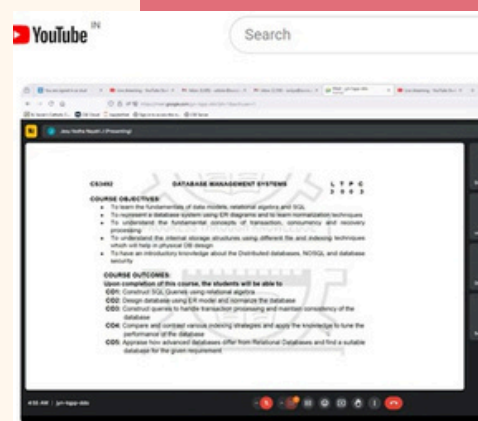 YouTube IN
Search
(Presenting)
CS3492 DATABASE MANAGEMENT SYSTEMS L T P C
3 0 0 3
COURSE OBJECTIVES:
• To learn the fundamentals of data models, relational algebra and SQL
• To represent a database system using ER diagrams and to learn normalization techniques
• To understand the fundamental concepts of transaction, concurrency and recovery
processing
• To understand the internal storage structures using different file and indexing techniques
which will help in physical DB design
• To have an introductory knowledge about the Distributed databases, NOSQL and database
security
COURSE OUTCOMES:
Upon completion of this course, the students will be able to
CO1: Construct SQL Queries using relational algebra
CO2: Design database using ER model and normalize the database
CO3: Construct queries to handle transaction processing and maintain consistency of the
database
CO4: Compare and contrast various indexing strategies and apply the knowledge to tune the
performance of the database
CO5: Appraise how advanced databases differ from Relational Databases and find a suitable
database for the given requirement